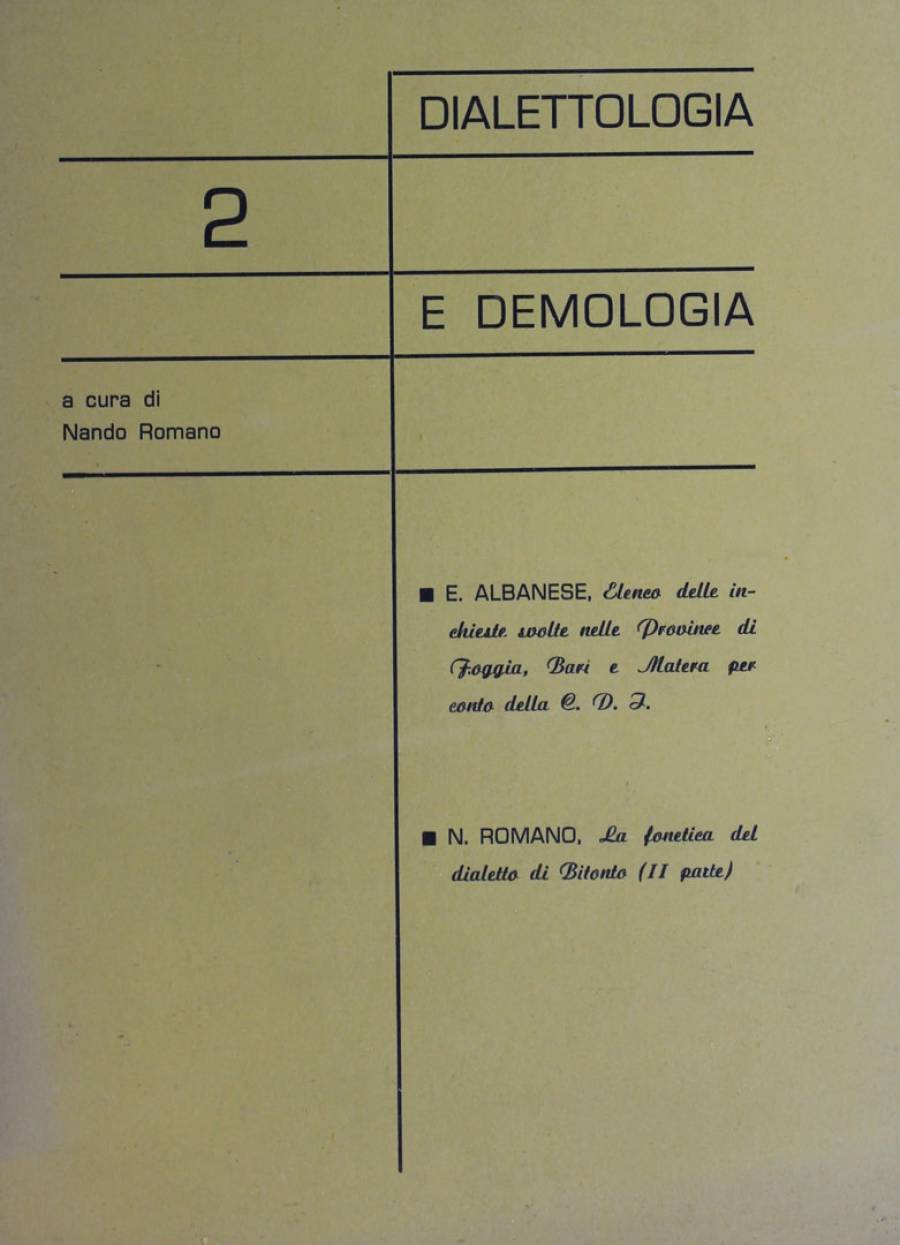 DIALETTOLOGIA
2
E DEMOLOGIA
a cura di
Nando Romano
■ E. ALBANESE, Elenco delle in-
chieste svolte nelle Province di
Foggia, Bari e Matera per
conto della C. D. I.
■ N. ROMANO, La fonetica del
dialetto di Bitonto (II parte)